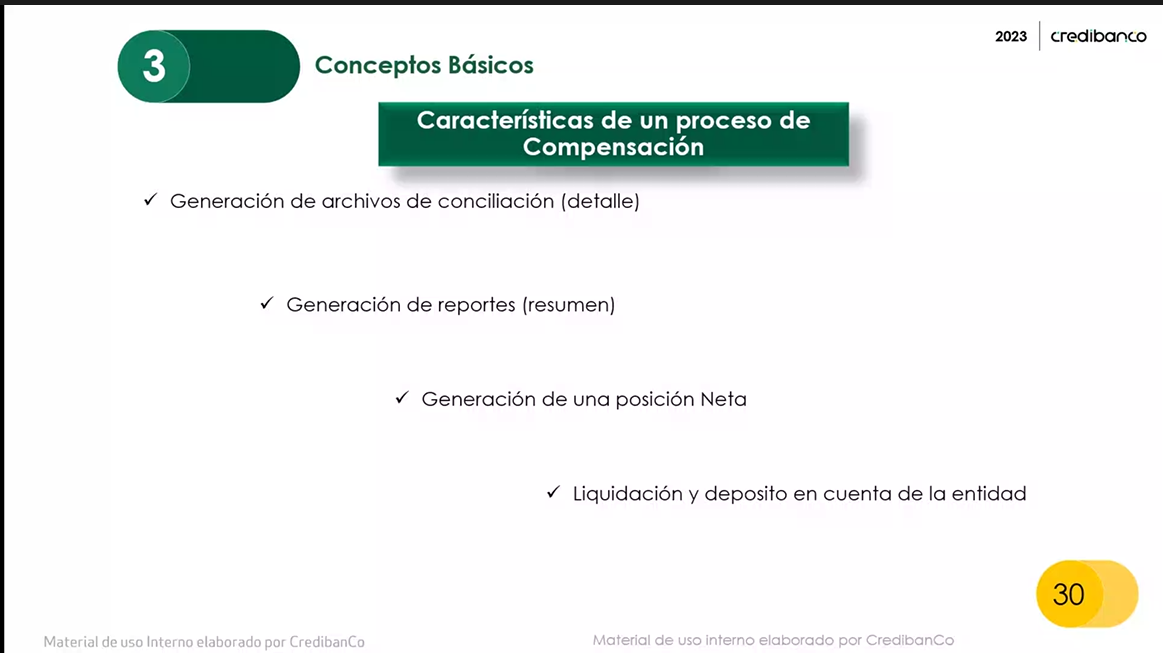 3
Conceptos Básicos
2023
credibanco
Características de un proceso de
Compensación
✓ Generación de archivos de conciliación (detalle)
✓ Generación de reportes (resumen)
✓ Generación de una posición Neta
✓ Liquidación y deposito en cuenta de la entidad
30
Material de uso Interno elaborado por CredibanCo
Material de uso interno elaborado por CredibanCo